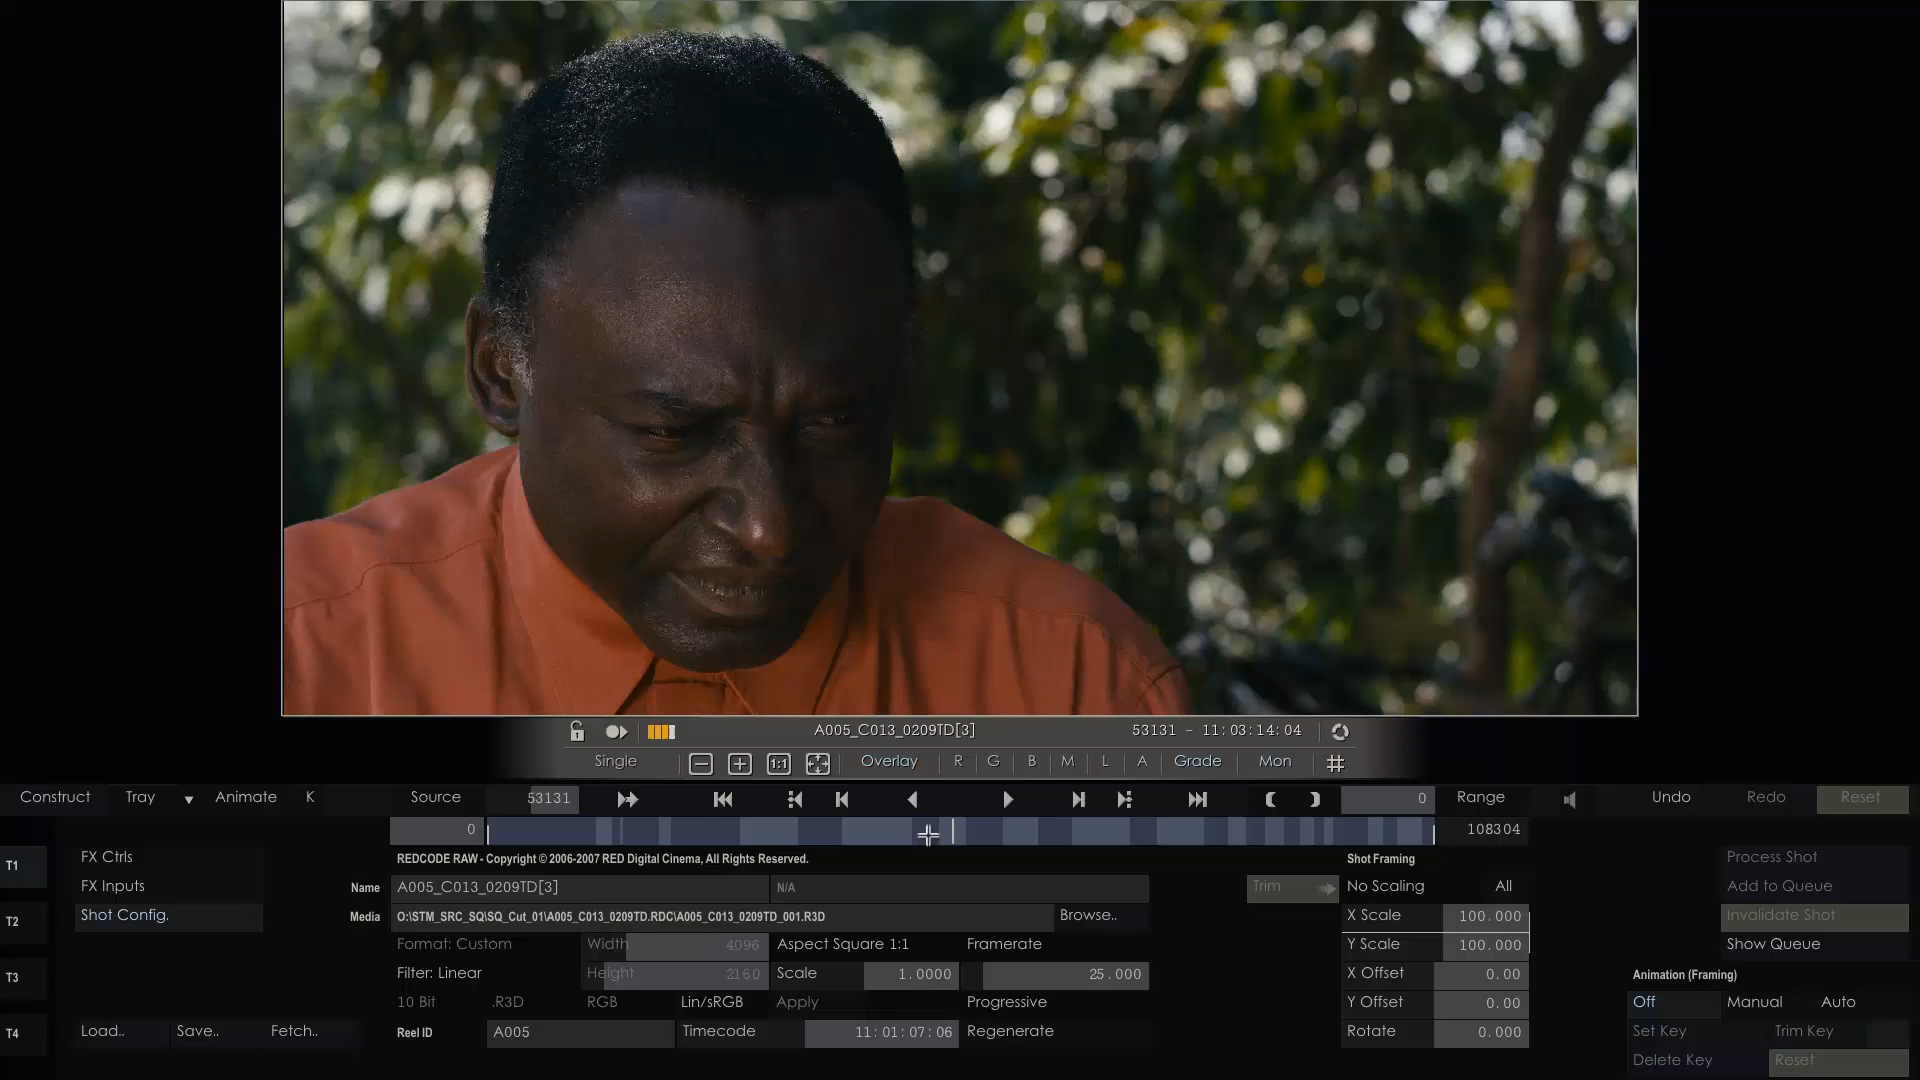 A005_C013_0209TD[3] 53131 - 11:03:14:04
Single 1:1 Overlay R G B M L A Grade Mon
Construct Tray Animate K Source 53131 0 Range Undo Redo Reset
0 108304
REDCODE RAW - Copyright © 2006-2007 RED Digital Cinema, All Rights Reserved. Shot Framing
T1 FX Ctrls Process Shot
FX Inputs Name A005_C013_0209TD[3] N/A Trim No Scaling All Add to Queue
T2 Shot Config. Media O:\STM_SRC_SQ\SQ_Cut_01\A005_C013_0209TD.RDC\A005_C013_0209TD_001.R3D Browse.. X Scale 100.000 Invalidate Shot
Format: Custom Width 4096 Aspect Square 1:1 Framerate Y Scale 100.000 Show Queue
T3 Filter: Linear Height 2160 Scale 1.0000 25.000 X Offset 0.00 Animation (Framing)
10 Bit .R3D RGB Lin/sRGB Apply Progressive Y Offset 0.00 Off Manual Auto
T4 Load.. Save.. Fetch.. Reel ID A005 Timecode 11:01:07:06 Regenerate Rotate 0.000 Set Key Trim Key
Delete Key Reset